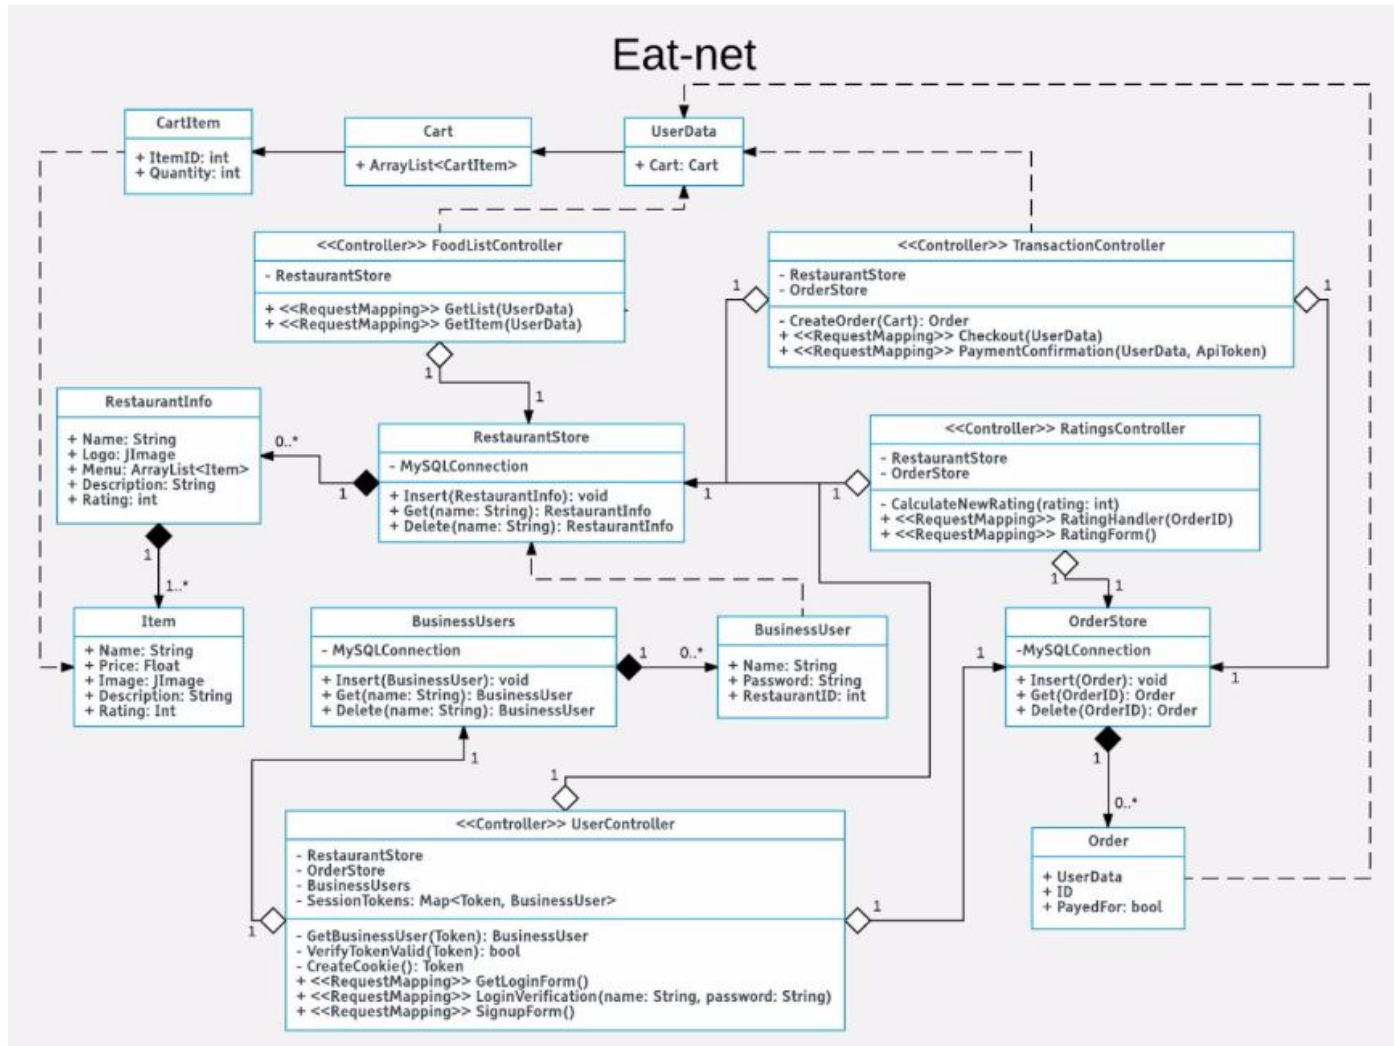 Eat-net
CartItem
+ ItemID: int
+ Quantity: int
Cart
+ ArrayList<CartItem>
UserData
+ Cart: Cart
<<Controller>> FoodListController
- RestaurantStore
+ <<RequestMapping>> GetList(UserData)
+ <<RequestMapping>> GetItem(UserData)
1
1
<<Controller>> TransactionController
- RestaurantStore
- OrderStore
- CreateOrder(Cart): Order
+ <<RequestMapping>> Checkout(UserData)
+ <<RequestMapping>> PaymentConfirmation(UserData, ApiToken)
1
1
RestaurantInfo
+ Name: String
+ Logo: JImage
+ Menu: ArrayList<Item>
+ Description: String
+ Rating: int
0..*
1
1
1..*
RestaurantStore
- MySQLConnection
+ Insert(RestaurantInfo): void
+ Get(name: String): RestaurantInfo
+ Delete(name: String): RestaurantInfo
1
1
<<Controller>> RatingsController
- RestaurantStore
- OrderStore
- CalculateNewRating(rating: int)
+ <<RequestMapping>> RatingHandler(OrderID)
+ <<RequestMapping>> RatingForm()
1
1
Item
+ Name: String
+ Price: Float
+ Image: JImage
+ Description: String
+ Rating: Int
BusinessUsers
- MySQLConnection
+ Insert(BusinessUser): void
+ Get(name: String): BusinessUser
+ Delete(name: String): BusinessUser
1
0..*
BusinessUser
+ Name: String
+ Password: String
+ RestaurantID: int
OrderStore
-MySQLConnection
+ Insert(Order): void
+ Get(OrderID): Order
+ Delete(OrderID): Order
1
1
1
0..*
1
1
<<Controller>> UserController
- RestaurantStore
- OrderStore
- BusinessUsers
- SessionTokens: Map<Token, BusinessUser>
- GetBusinessUser(Token): BusinessUser
- VerifyTokenValid(Token): bool
- CreateCookie(): Token
+ <<RequestMapping>> GetLoginForm()
+ <<RequestMapping>> LoginVerification(name: String, password: String)
+ <<RequestMapping>> SignupForm()
1
1
Order
+ UserData
+ ID
+ PayedFor: bool